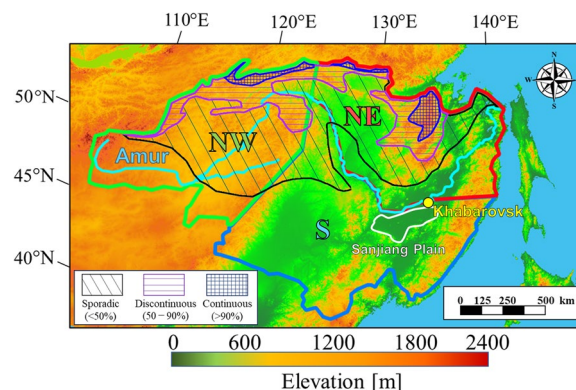 110°E 120°E 130°E 140°E
50°N
45°N
40°N
N
W E
S
NW
NE
Amur
S
Khabarovsk
Sanjiang Plain
Sporadic Discontinuous Continuous
(<50%) (50−90%) (>90%)
0 125 250 500 km
0 600 1200 1800 2400
Elevation [m]